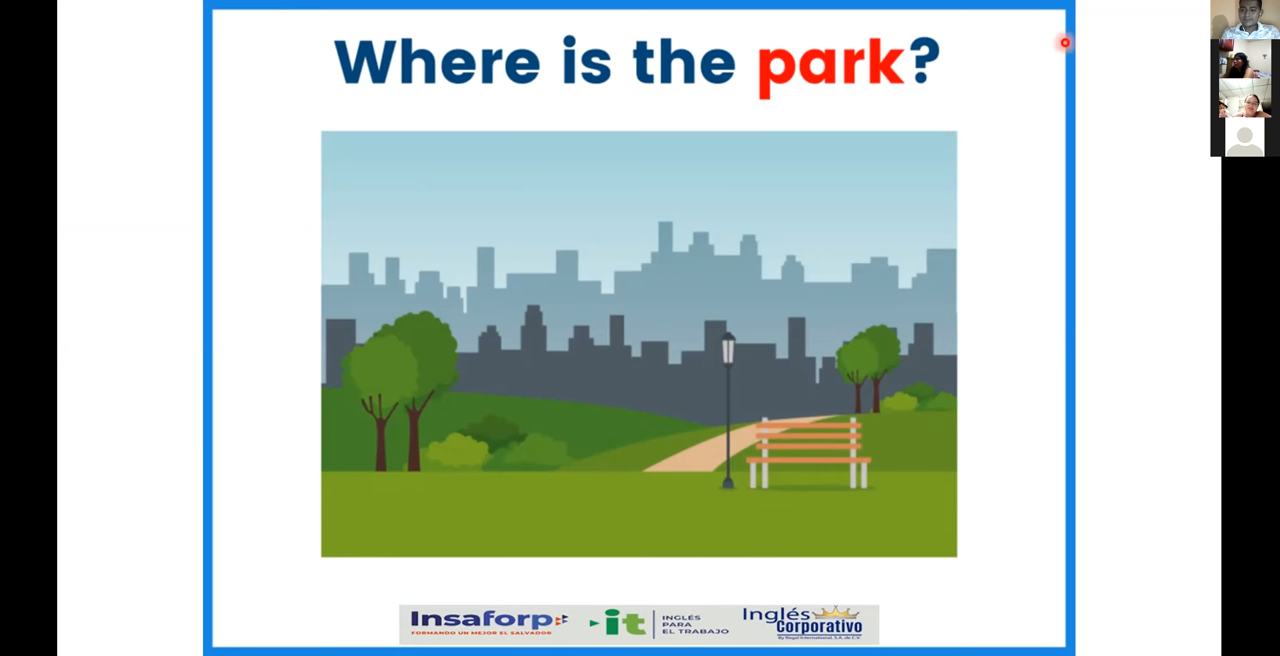 Where is the park?
Insaforp
FORMANDO UN MEJOR EL SALVADOR
it
INGLÉS
PARA
EL TRABAJO
Inglés
Corporativo
By Regal International, S.A. de C.V.